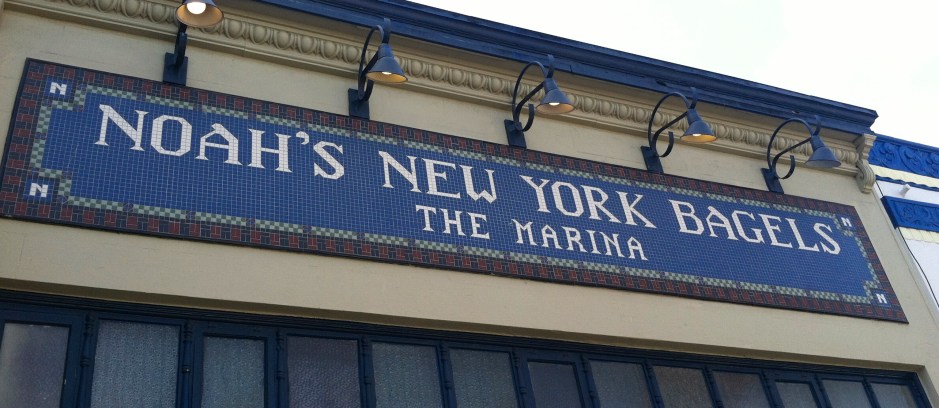 N N
NOAH'S NEW YORK BAGELS
THE MARINA
N N